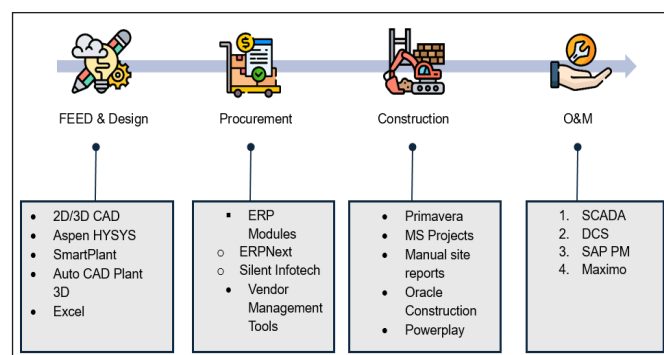 FEED & Design
Procurement
Construction
O&M
• 2D/3D CAD
• Aspen HYSYS
• SmartPlant
• Auto CAD Plant
3D
• Excel
▪ ERP
Modules
○ ERPNext
○ Silent Infotech
• Vendor
Management
Tools
• Primavera
• MS Projects
• Manual site
reports
• Oracle
Construction
• Powerplay
1. SCADA
2. DCS
3. SAP PM
4. Maximo